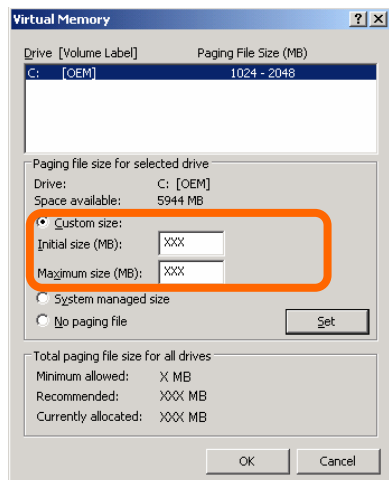 Virtual Memory
Drive [Volume Label] Paging File Size (MB)
C: [OEM] 1024 - 2048
Paging file size for selected drive
Drive: C: [OEM]
Space available: 5944 MB
Custom size:
Initial size (MB): XXX
Maximum size (MB): XXX
System managed size
No paging file Set
Total paging file size for all drives
Minimum allowed: X MB
Recommended: XXX MB
Currently allocated: XXX MB
OK Cancel